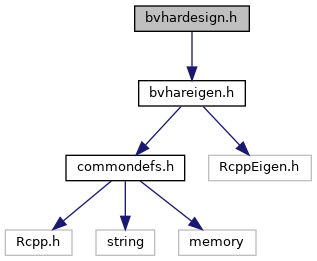 bvhardesign.h
bvhareigen.h
commondefs.h
RcppEigen.h
Rcpp.h
string
memory